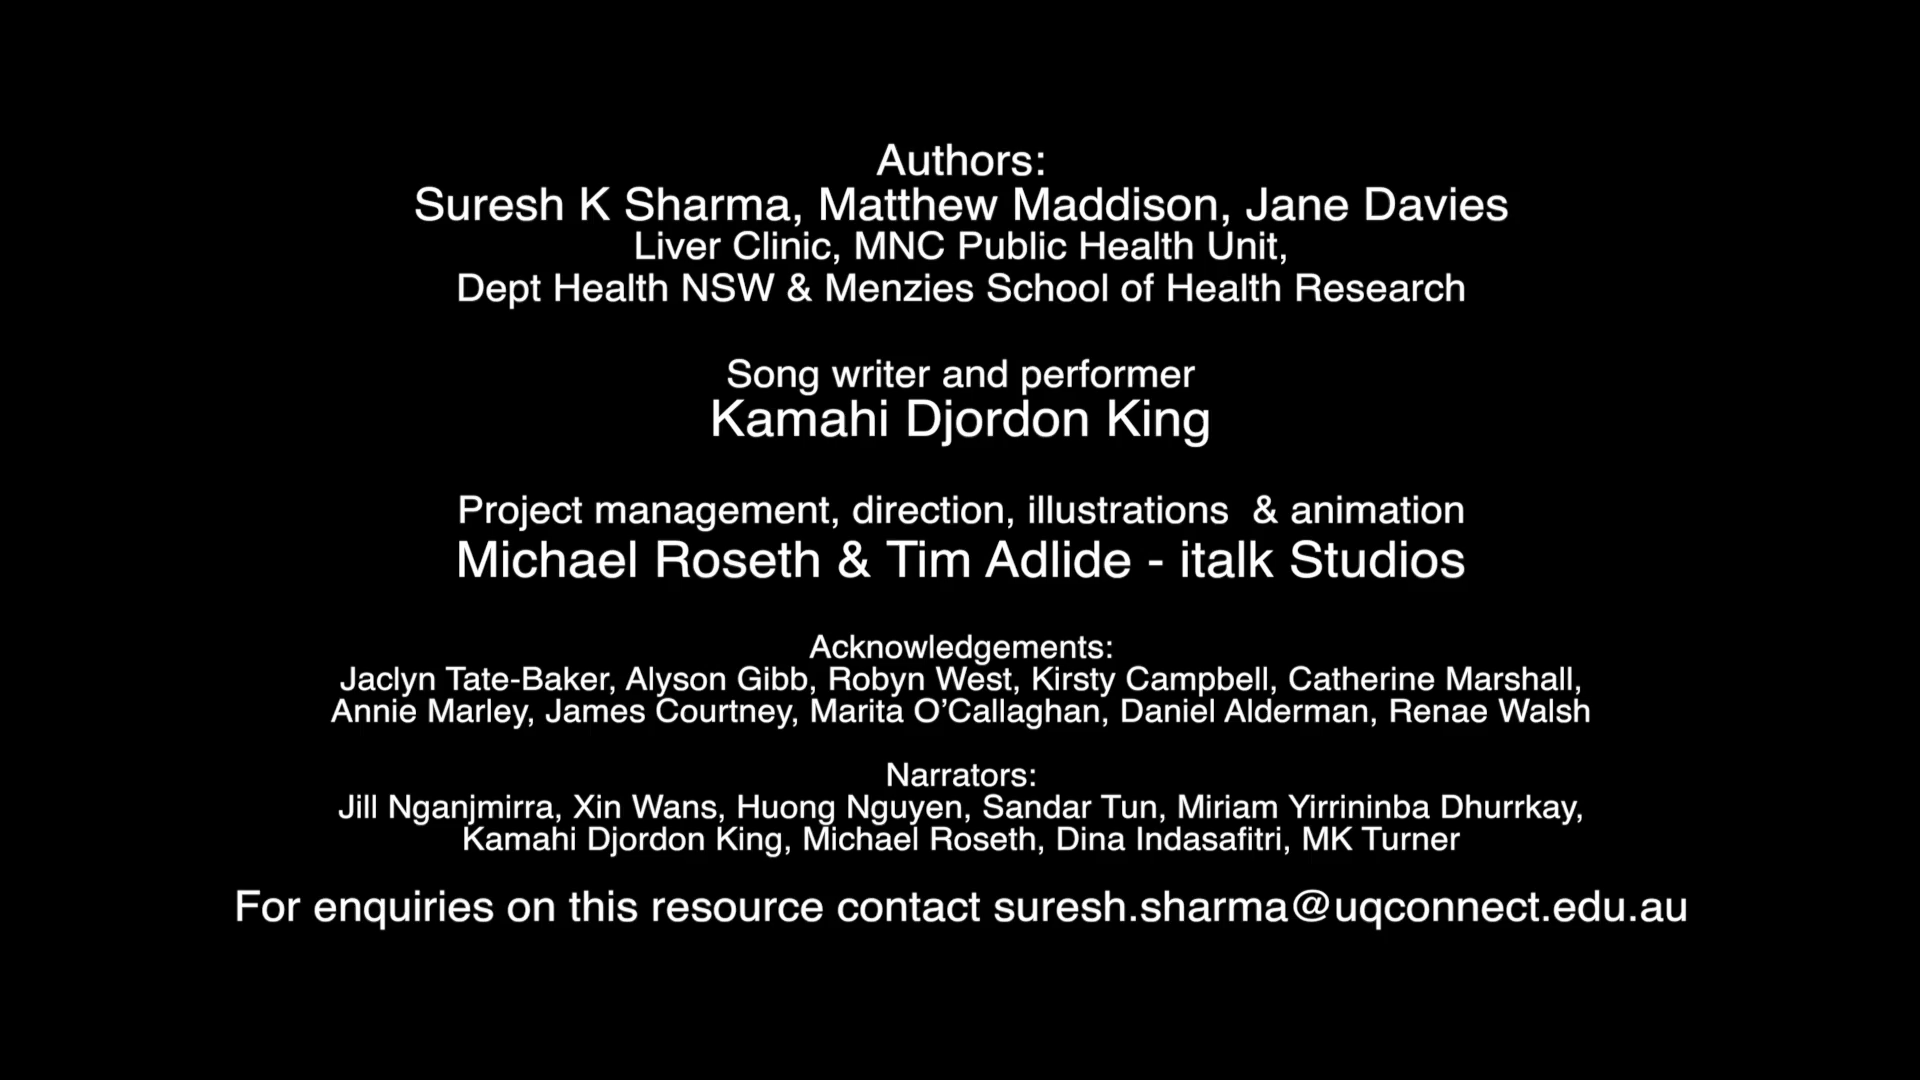 Authors:
Suresh K Sharma, Matthew Maddison, Jane Davies
Liver Clinic, MNC Public Health Unit,
Dept Health NSW & Menzies School of Health Research
Song writer and performer
Kamahi Djordon King
Project management, direction, illustrations  & animation
Michael Roseth & Tim Adlide - italk Studios
Acknowledgements:
Jaclyn Tate-Baker, Alyson Gibb, Robyn West, Kirsty Campbell, Catherine Marshall,
Annie Marley, James Courtney, Marita O’Callaghan, Daniel Alderman, Renae Walsh
Narrators:
Jill Nganjmirra, Xin Wans, Huong Nguyen, Sandar Tun, Miriam Yirrininba Dhurrkay,
Kamahi Djordon King, Michael Roseth, Dina Indasafitri, MK Turner
For enquiries on this resource contact suresh.sharma@uqconnect.edu.au